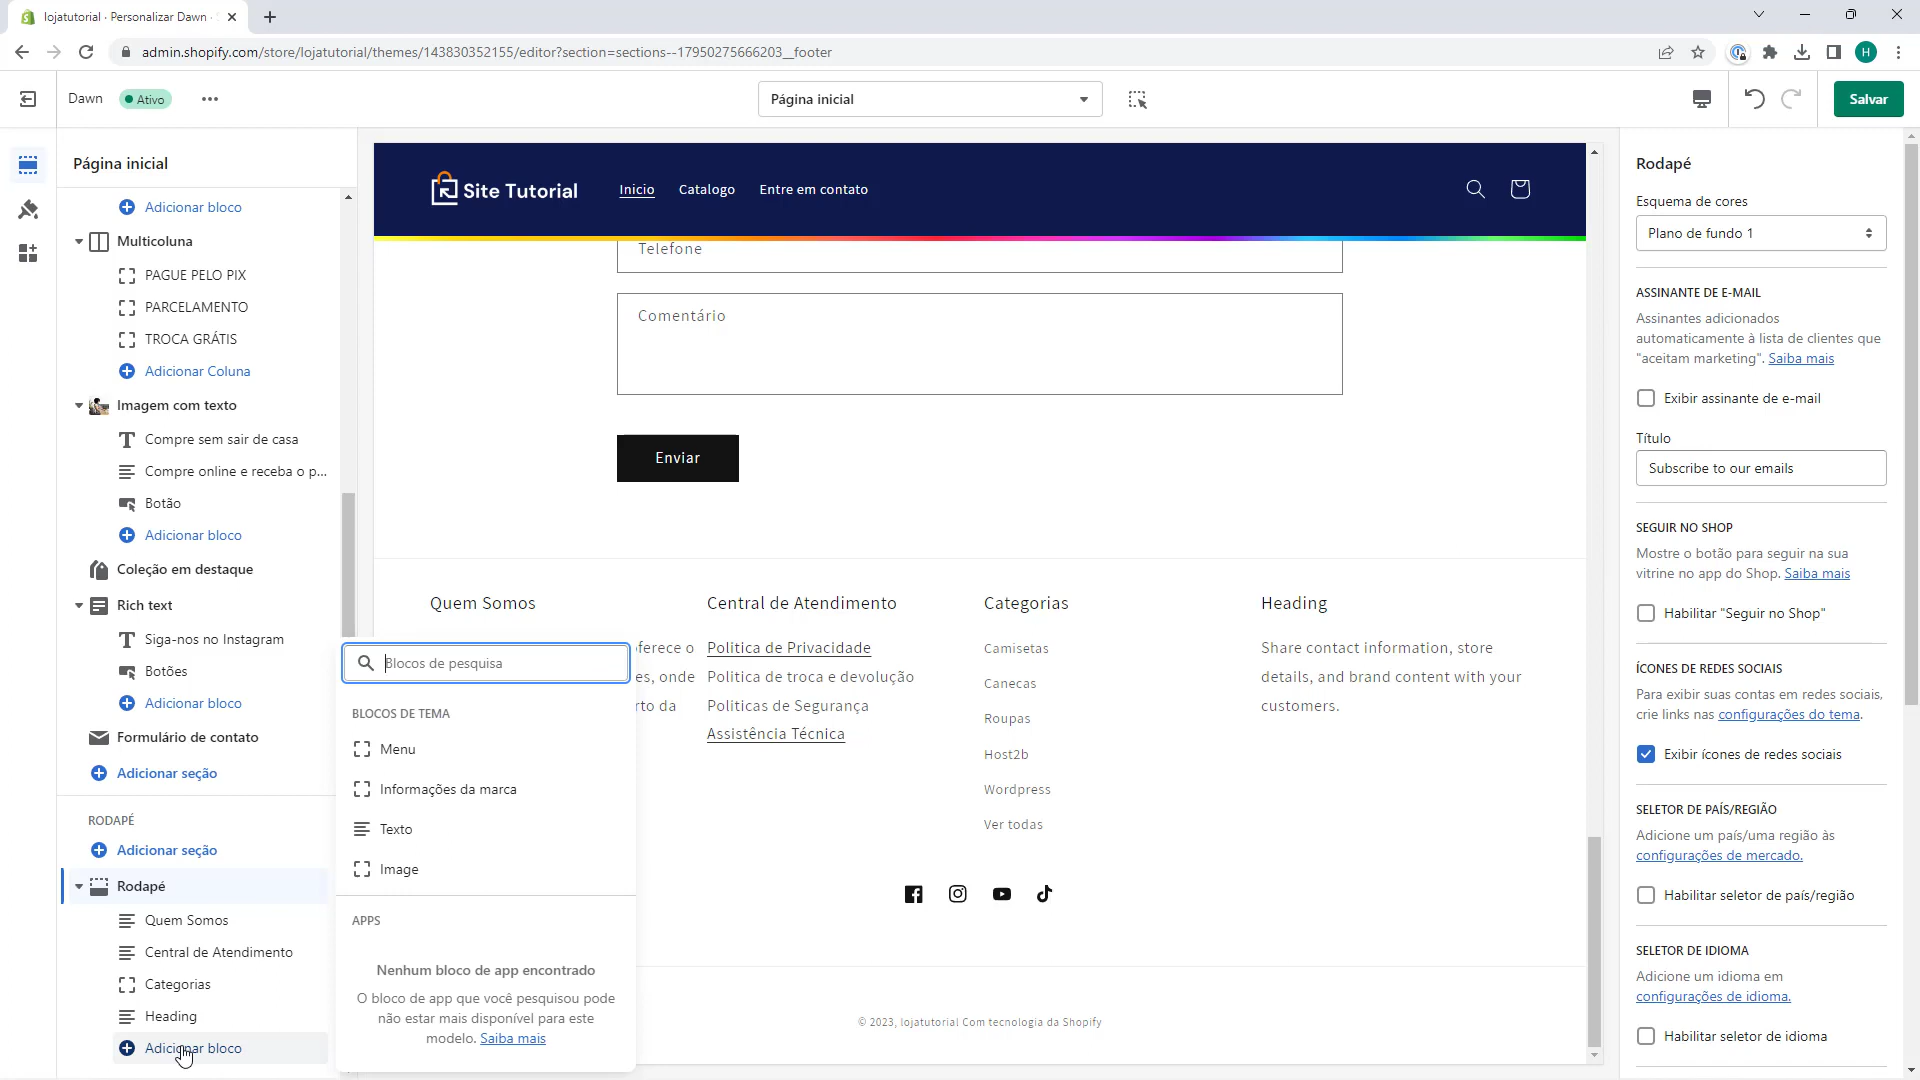 lojatutorial · Personalizar Dawn ·
admin.shopify.com/store/lojatutorial/themes/143830352155/editor?section=sections--17950275666203__footer
H
Dawn
Ativo
Página inicial
Salvar
Página inicial
Adicionar bloco
Multicoluna
PAGUE PELO PIX
PARCELAMENTO
TROCA GRÁTIS
Adicionar Coluna
Imagem com texto
Compre sem sair de casa
Compre online e receba o p...
Botão
Adicionar bloco
Coleção em destaque
Rich text
Siga-nos no Instagram
Botões
Adicionar bloco
Formulário de contato
Adicionar seção
RODAPÉ
Adicionar seção
Rodapé
Quem Somos
Central de Atendimento
Categorias
Heading
Adicionar bloco
Blocos de pesquisa
BLOCOS DE TEMA
Menu
Informações da marca
Texto
Image
APPS
Nenhum bloco de app encontrado
O bloco de app que você pesquisou pode
não estar mais disponível para este
modelo. Saiba mais
Site Tutorial
Inicio
Catalogo
Entre em contato
Telefone
Comentário
Enviar
Quem Somos
ferece o
es, onde
rto da
Central de Atendimento
Politica de Privacidade
Politica de troca e devolução
Politicas de Segurança
Assistência Técnica
Categorias
Camisetas
Canecas
Roupas
Host2b
Wordpress
Ver todas
Heading
Share contact information, store
details, and brand content with your
customers.
© 2023, lojatutorial Com tecnologia da Shopify
Rodapé
Esquema de cores
Plano de fundo 1
ASSINANTE DE E-MAIL
Assinantes adicionados
automaticamente à lista de clientes que
"aceitam marketing". Saiba mais
Exibir assinante de e-mail
Título
Subscribe to our emails
SEGUIR NO SHOP
Mostre o botão para seguir na sua
vitrine no app do Shop. Saiba mais
Habilitar "Seguir no Shop"
ÍCONES DE REDES SOCIAIS
Para exibir suas contas em redes sociais,
crie links nas configurações do tema.
Exibir ícones de redes sociais
SELETOR DE PAÍS/REGIÃO
Adicione um país/uma região às
configurações de mercado.
Habilitar seletor de país/região
SELETOR DE IDIOMA
Adicione um idioma em
configurações de idioma.
Habilitar seletor de idioma